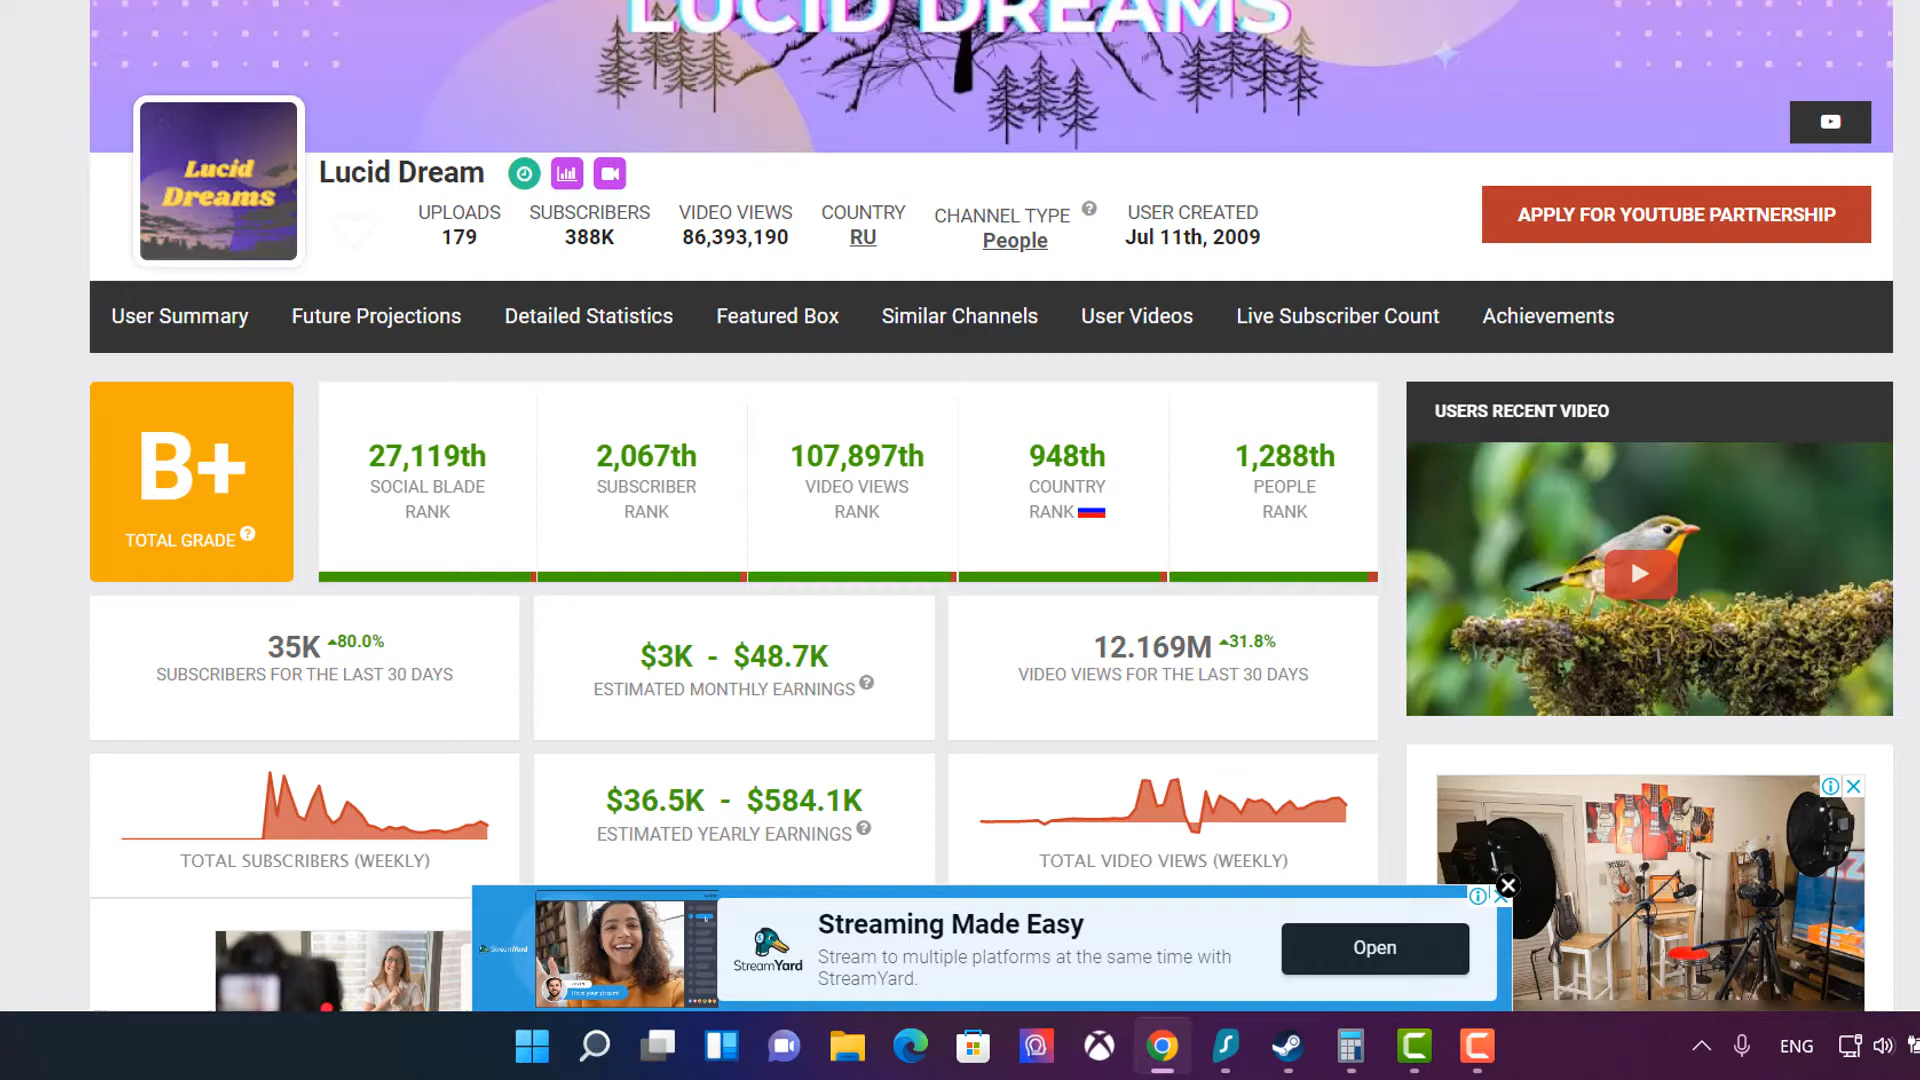 LUCID DREAMS
Lucid
Dreams
Lucid Dream
UPLOADS
179
SUBSCRIBERS
388K
VIDEO VIEWS
86,393,190
COUNTRY
RU
CHANNEL TYPE
People
USER CREATED
Jul 11th, 2009
APPLY FOR YOUTUBE PARTNERSHIP
User Summary
Future Projections
Detailed Statistics
Featured Box
Similar Channels
User Videos
Live Subscriber Count
Achievements
B+
TOTAL GRADE
27,119th
SOCIAL BLADE
RANK
2,067th
SUBSCRIBER
RANK
107,897th
VIDEO VIEWS
RANK
948th
COUNTRY
RANK
1,288th
PEOPLE
RANK
USERS RECENT VIDEO
35K 80.0%
SUBSCRIBERS FOR THE LAST 30 DAYS
$3K - $48.7K
ESTIMATED MONTHLY EARNINGS
12.169M 31.8%
VIDEO VIEWS FOR THE LAST 30 DAYS
TOTAL SUBSCRIBERS (WEEKLY)
$36.5K - $584.1K
ESTIMATED YEARLY EARNINGS
TOTAL VIDEO VIEWS (WEEKLY)
StreamYard
StreamYard
Streaming Made Easy
Stream to multiple platforms at the same time with
StreamYard.
Open
ENG